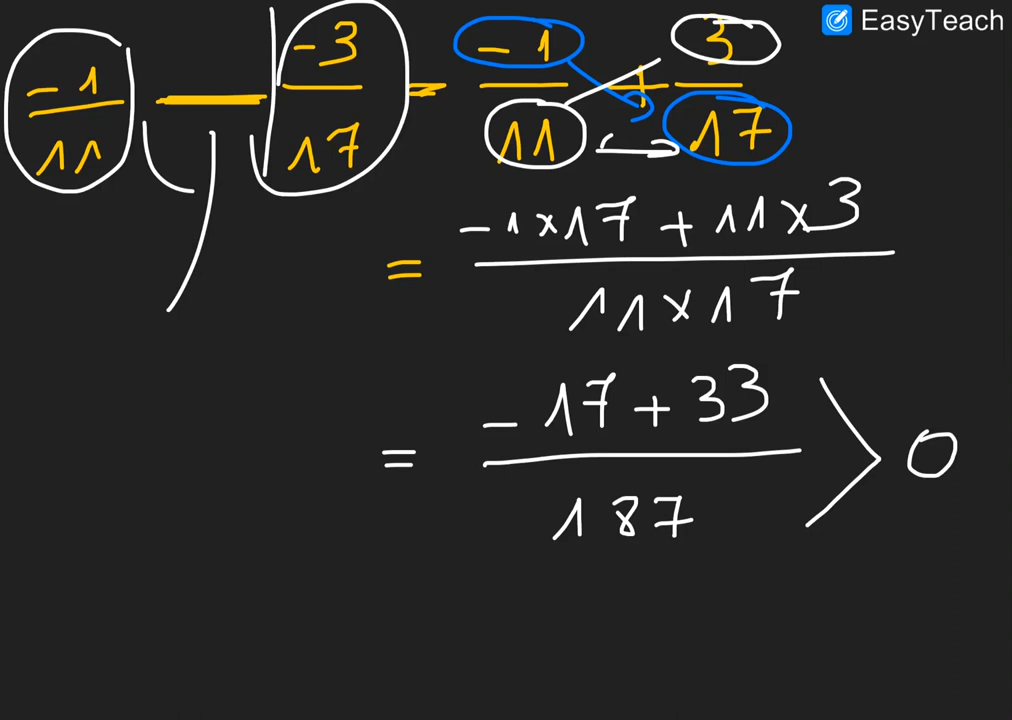 EasyTeach
-1/11 - -3/17 = -1/11 + 3/17
= -1×17 + 11×3 / 11×17
= -17 + 33 / 187 > 0